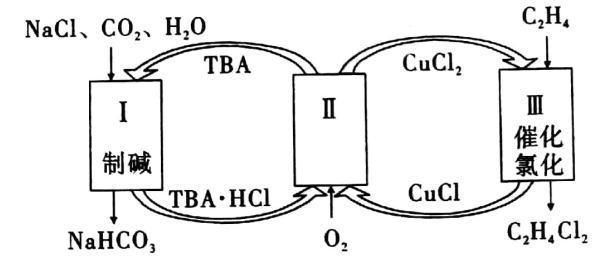 NaCl、CO₂、H₂O
C₂H₄
TBA
CuCl₂
Ⅰ
制碱
Ⅱ
Ⅲ
催化
氯化
TBA·HCl
CuCl
NaHCO₃
O₂
C₂H₄Cl₂